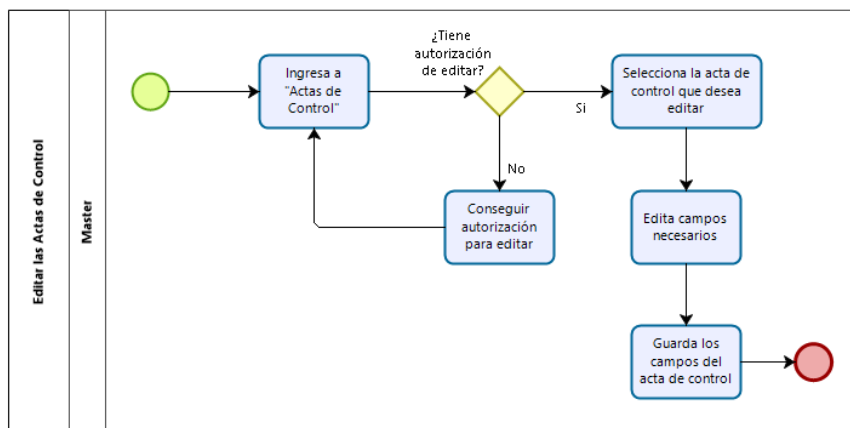 Editar las Actas de Control
Master
Ingresa a
"Actas de
Control"
¿Tiene
autorización
de editar?
Si
No
Selecciona la acta de
control que desea
editar
Conseguir
autorización
para editar
Edita campos
necesarios
Guarda los
campos del
acta de control